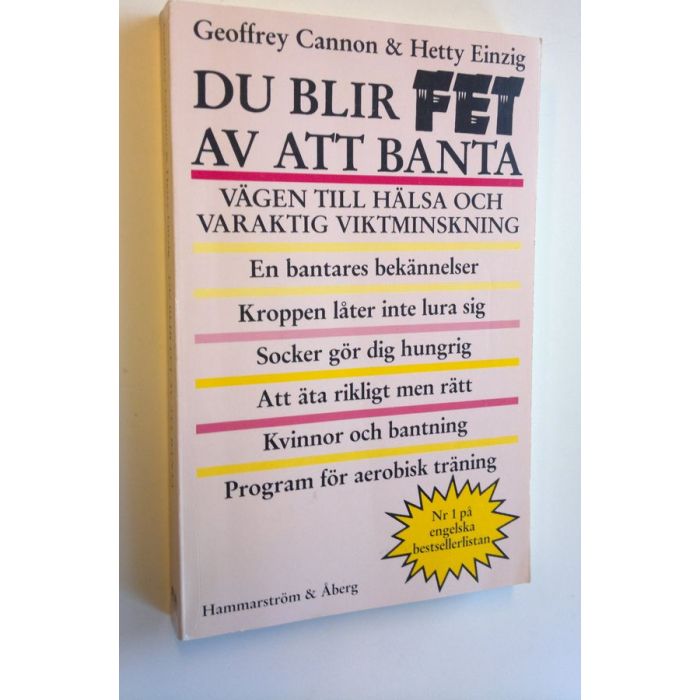 Geoffrey Cannon & Hetty Einzig
DU BLIR FET
AV ATT BANTA
VÄGEN TILL HÄLSA OCH
VARAKTIG VIKTMINSKNING
En bantares bekännelser
Kroppen låter inte lura sig
Socker gör dig hungrig
Att äta rikligt men rätt
Kvinnor och bantning
Program för aerobisk träning
Nr 1 på
engelska
bestsellerlistan
Hammarström & Åberg